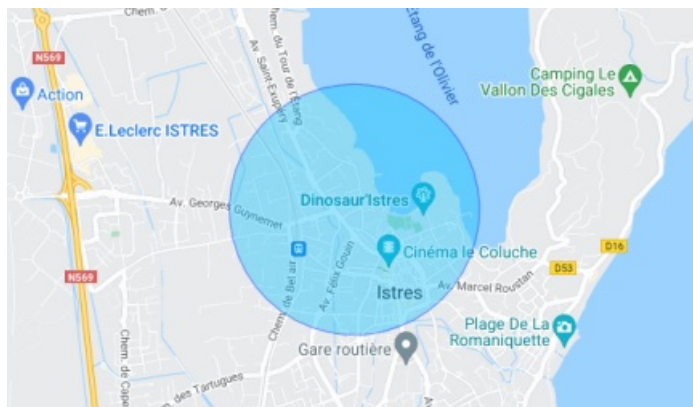 Chem. d
N569
Av. Saint-Exupéry
Chem. du Tour de l'Étang
Étang de l'Olivier
Camping Le
Vallon Des Cigales
Action
E.Leclerc ISTRES
Dinosaur'Istres
Av. Georges Guynemer
Cinéma le Coluche
D16
D53
N569
Chem. de Bel air
Av. Félix Gouin
Av. Marcel Roustan
Istres
Plage De La
Romaniquette
Gare routière
Chem. de Cape
des Tartugues